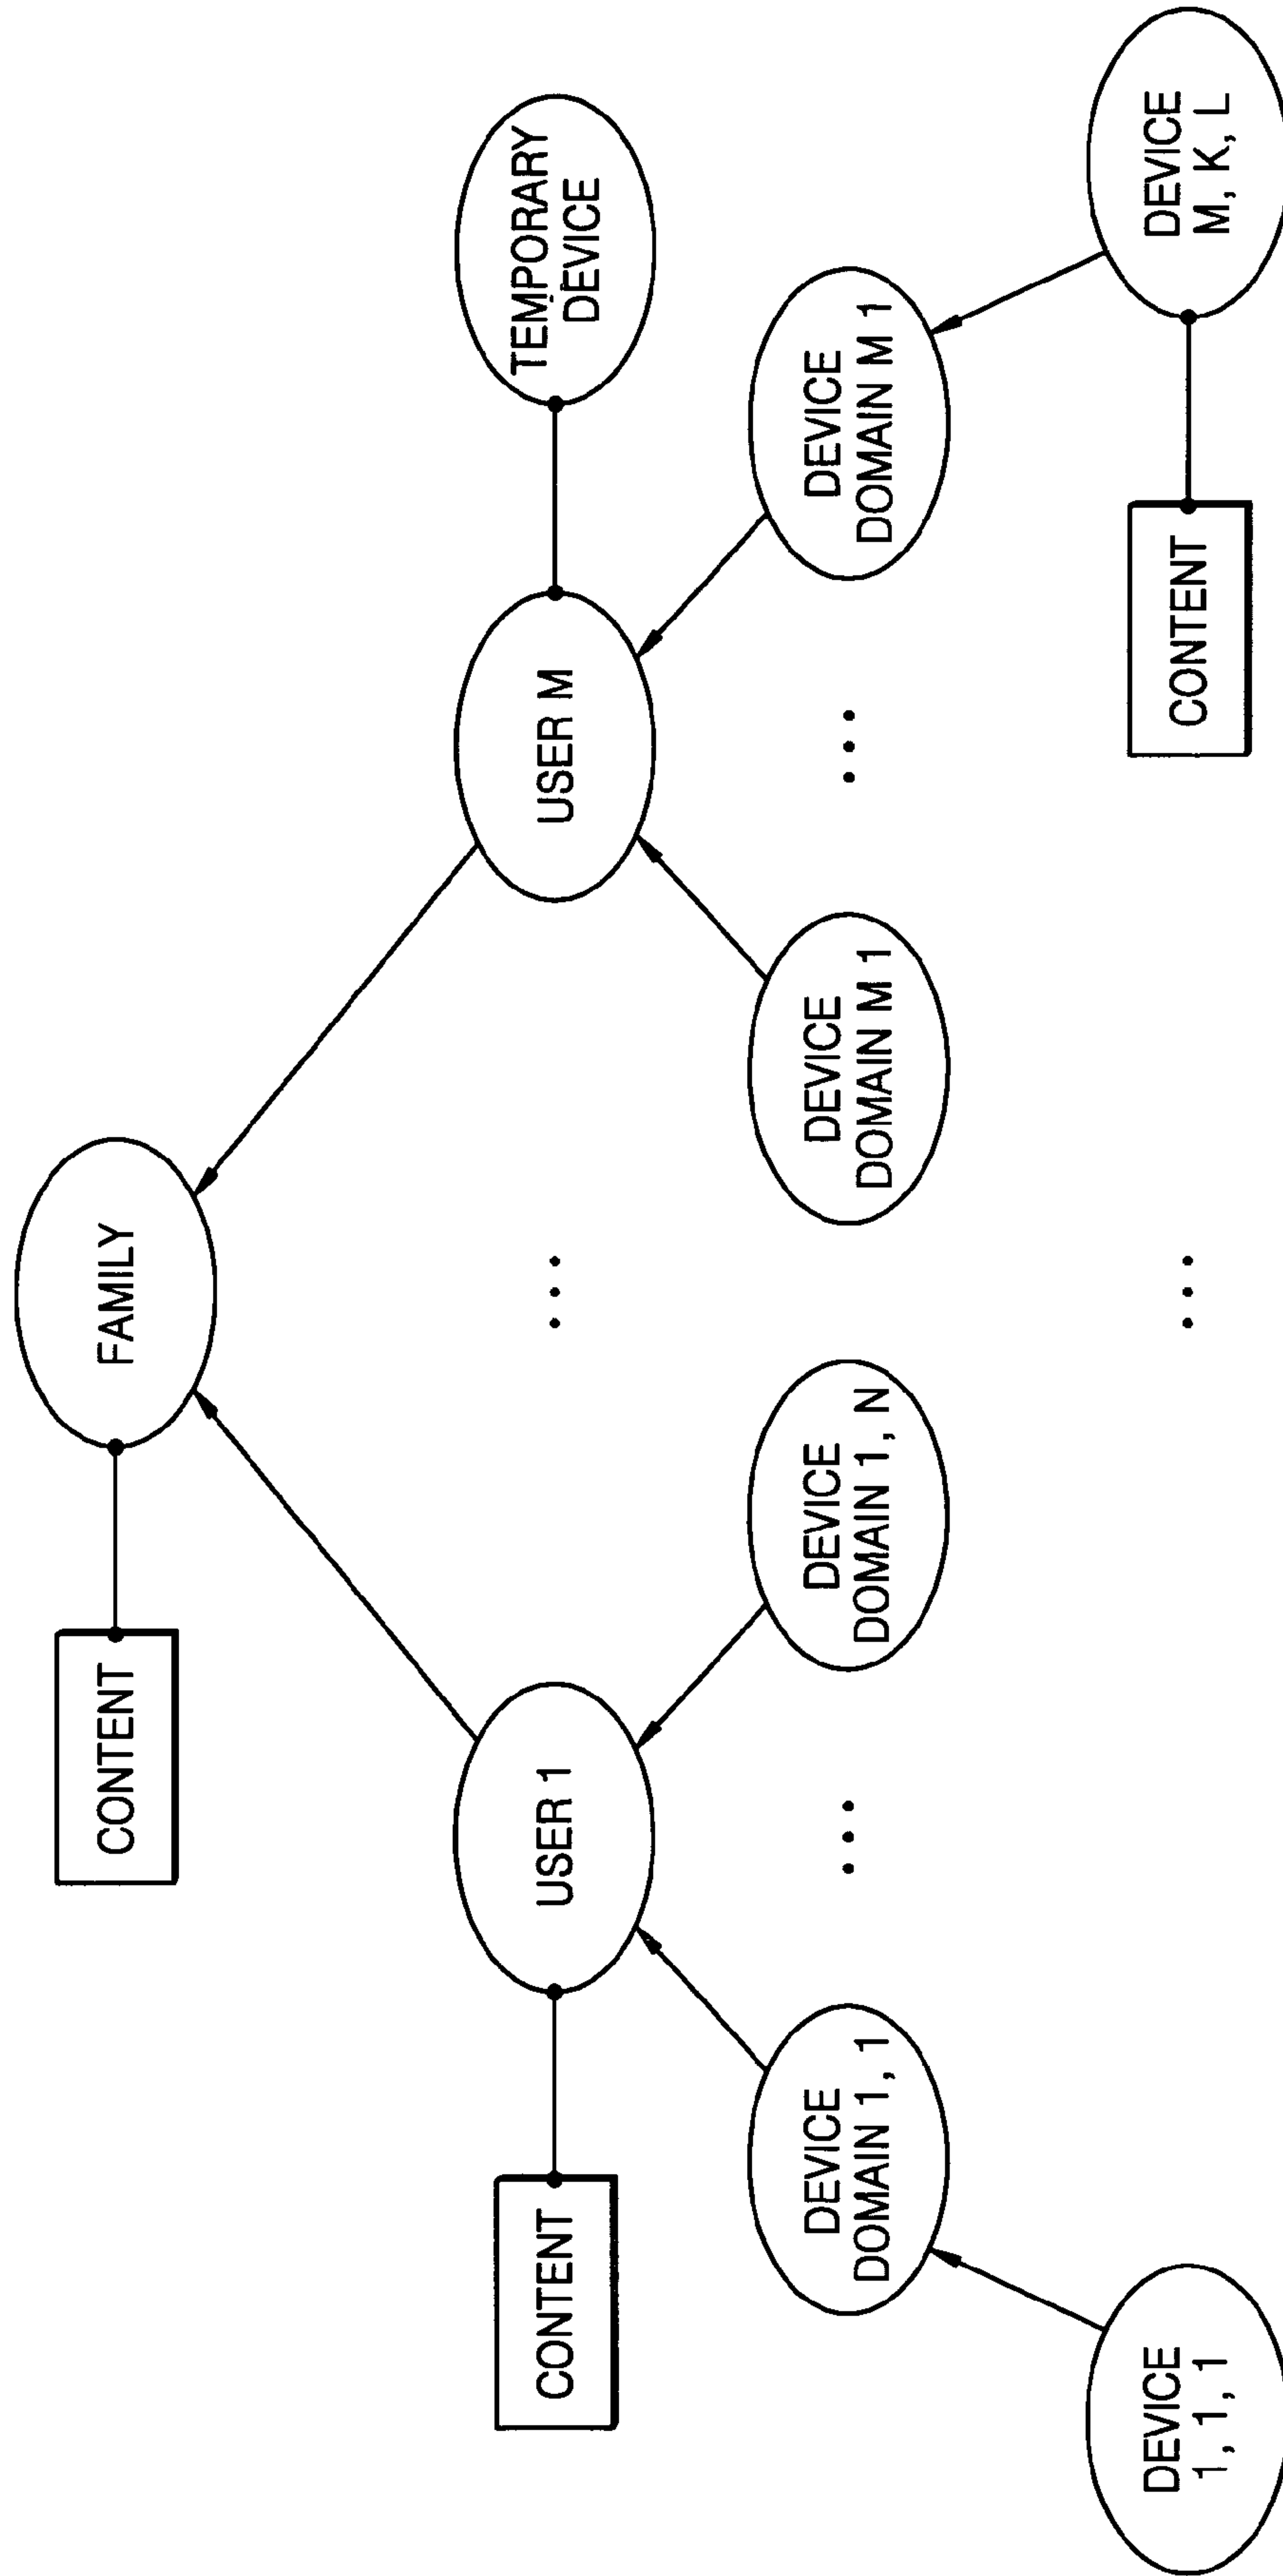 CONTENT
FAMILY
CONTENT
USER 1
USER M
TEMPORARY
DEVICE
DEVICE
DOMAIN 1, 1
DEVICE
DOMAIN 1, N
DEVICE
DOMAIN M 1
DEVICE
DOMAIN M 1
DEVICE
1, 1, 1
CONTENT
DEVICE
M, K, L